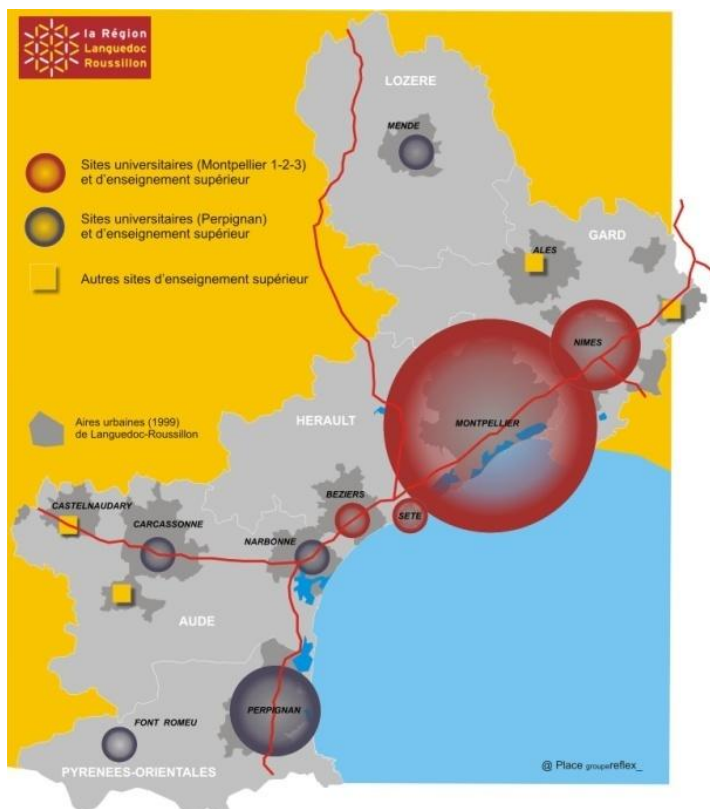 la Région
Languedoc
Roussillon
LOZERE
MENDE
Sites universitaires (Montpellier 1-2-3)
et d'enseignement supérieur
Sites universitaires (Perpignan)
et d'enseignement supérieur
Autres sites d'enseignement supérieur
GARD
ALES
NIMES
Aires urbaines (1999)
de Languedoc-Roussillon
HERAULT
MONTPELLIER
BEZIERS
SETE
CASTELNAUDARY
CARCASSONNE
NARBONNE
AUDE
PERPIGNAN
FONT ROMEU
PYRENEES-ORIENTALES
@ Place groupereflex_